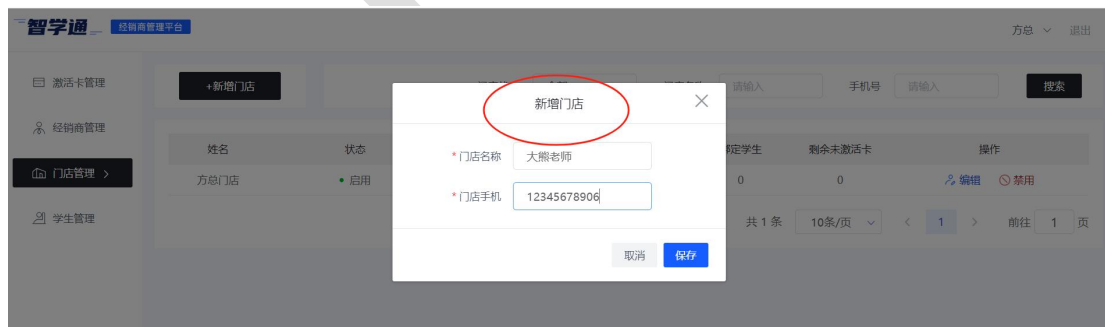 智学通 经销商管理平台
方总 退出
激活卡管理
经销商管理
门店管理
学生管理
+新增门店
请输入 手机号 请输入 搜索
姓名 状态 绑定学生 剩余未激活卡 操作
方总门店 启用 0 0 编辑 禁用
共 1 条 10条/页 < 1 > 前往 1 页
新增门店
* 门店名称 大熊老师
* 门店手机 12345678906
取消 保存